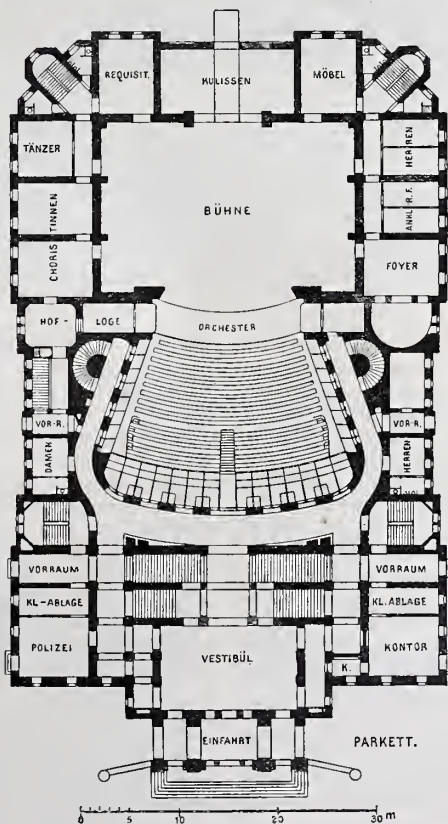 REQUISIT.
KULISSEN
MÖBEL
TÄNZER
HERREN
BÜHNE
CHORISTINNEN
ANKL.R.F.
FOYER
HOF-
LOGE
ORCHESTER
VOR-R.
VOR-R.
DAMEN
HERREN
VORRAUM
VORRAUM
KL-ABLAGE
KL.ABLAGE
POLIZEI
VESTIBÜL
KONTOR
K.
EINFAHRT
PARKETT.
0 5 10 20 30 m